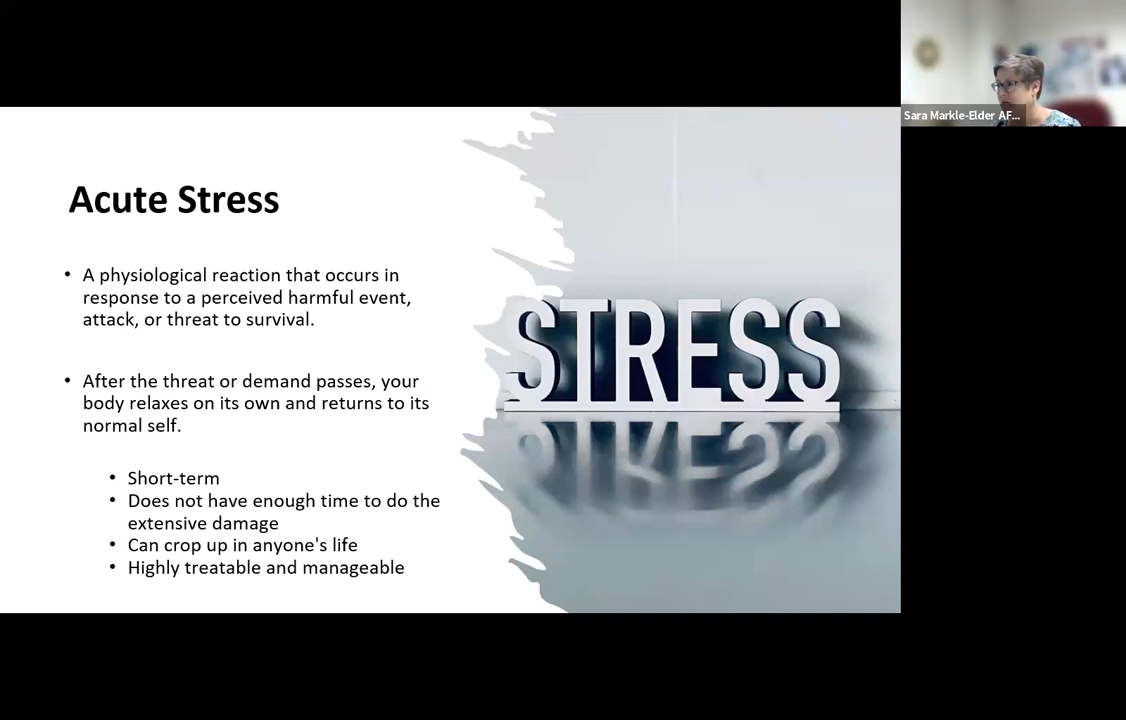 Sara Markle-Elder AF...
Acute Stress
• A physiological reaction that occurs in
response to a perceived harmful event,
attack, or threat to survival.
• After the threat or demand passes, your
body relaxes on its own and returns to its
normal self.
• Short-term
• Does not have enough time to do the
extensive damage
• Can crop up in anyone's life
• Highly treatable and manageable
STRESS